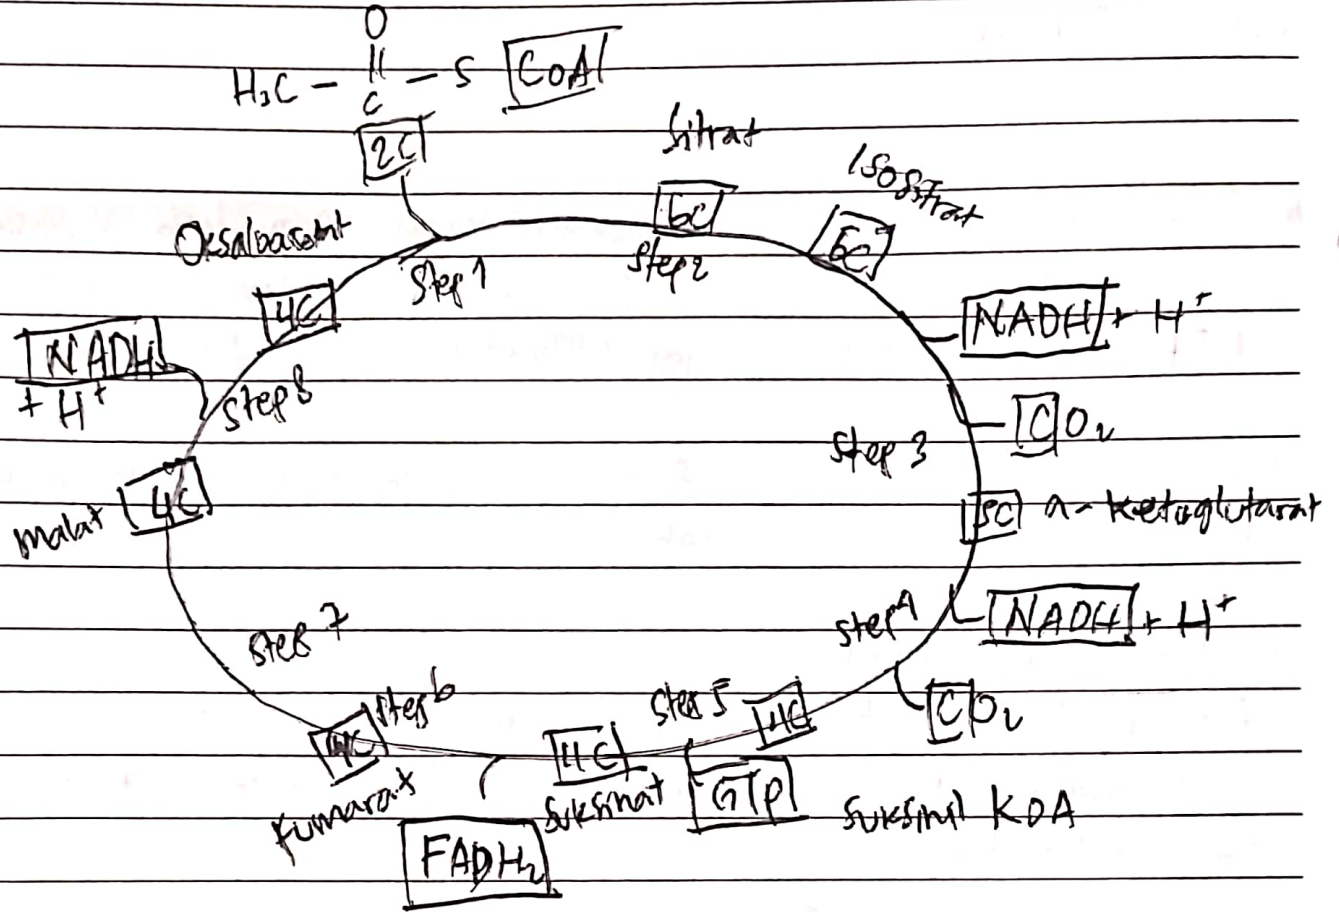 O
||
H₃C - C - S CoA
2C
Sitrat
Isositrat
6C
6C
Oksaloasetat
Step 1
Step 2
4C
NADH + H⁺
NADH
+ H⁺
Step 8
CO₂
Step 3
4C
Malat
5C α-ketoglutarat
Step 7
Step 4
NADH + H⁺
Step 6
Step 5
4C
CO₂
4C
4C
Fumarat
Suksinat
GTP
Suksinil KOA
FADH₂